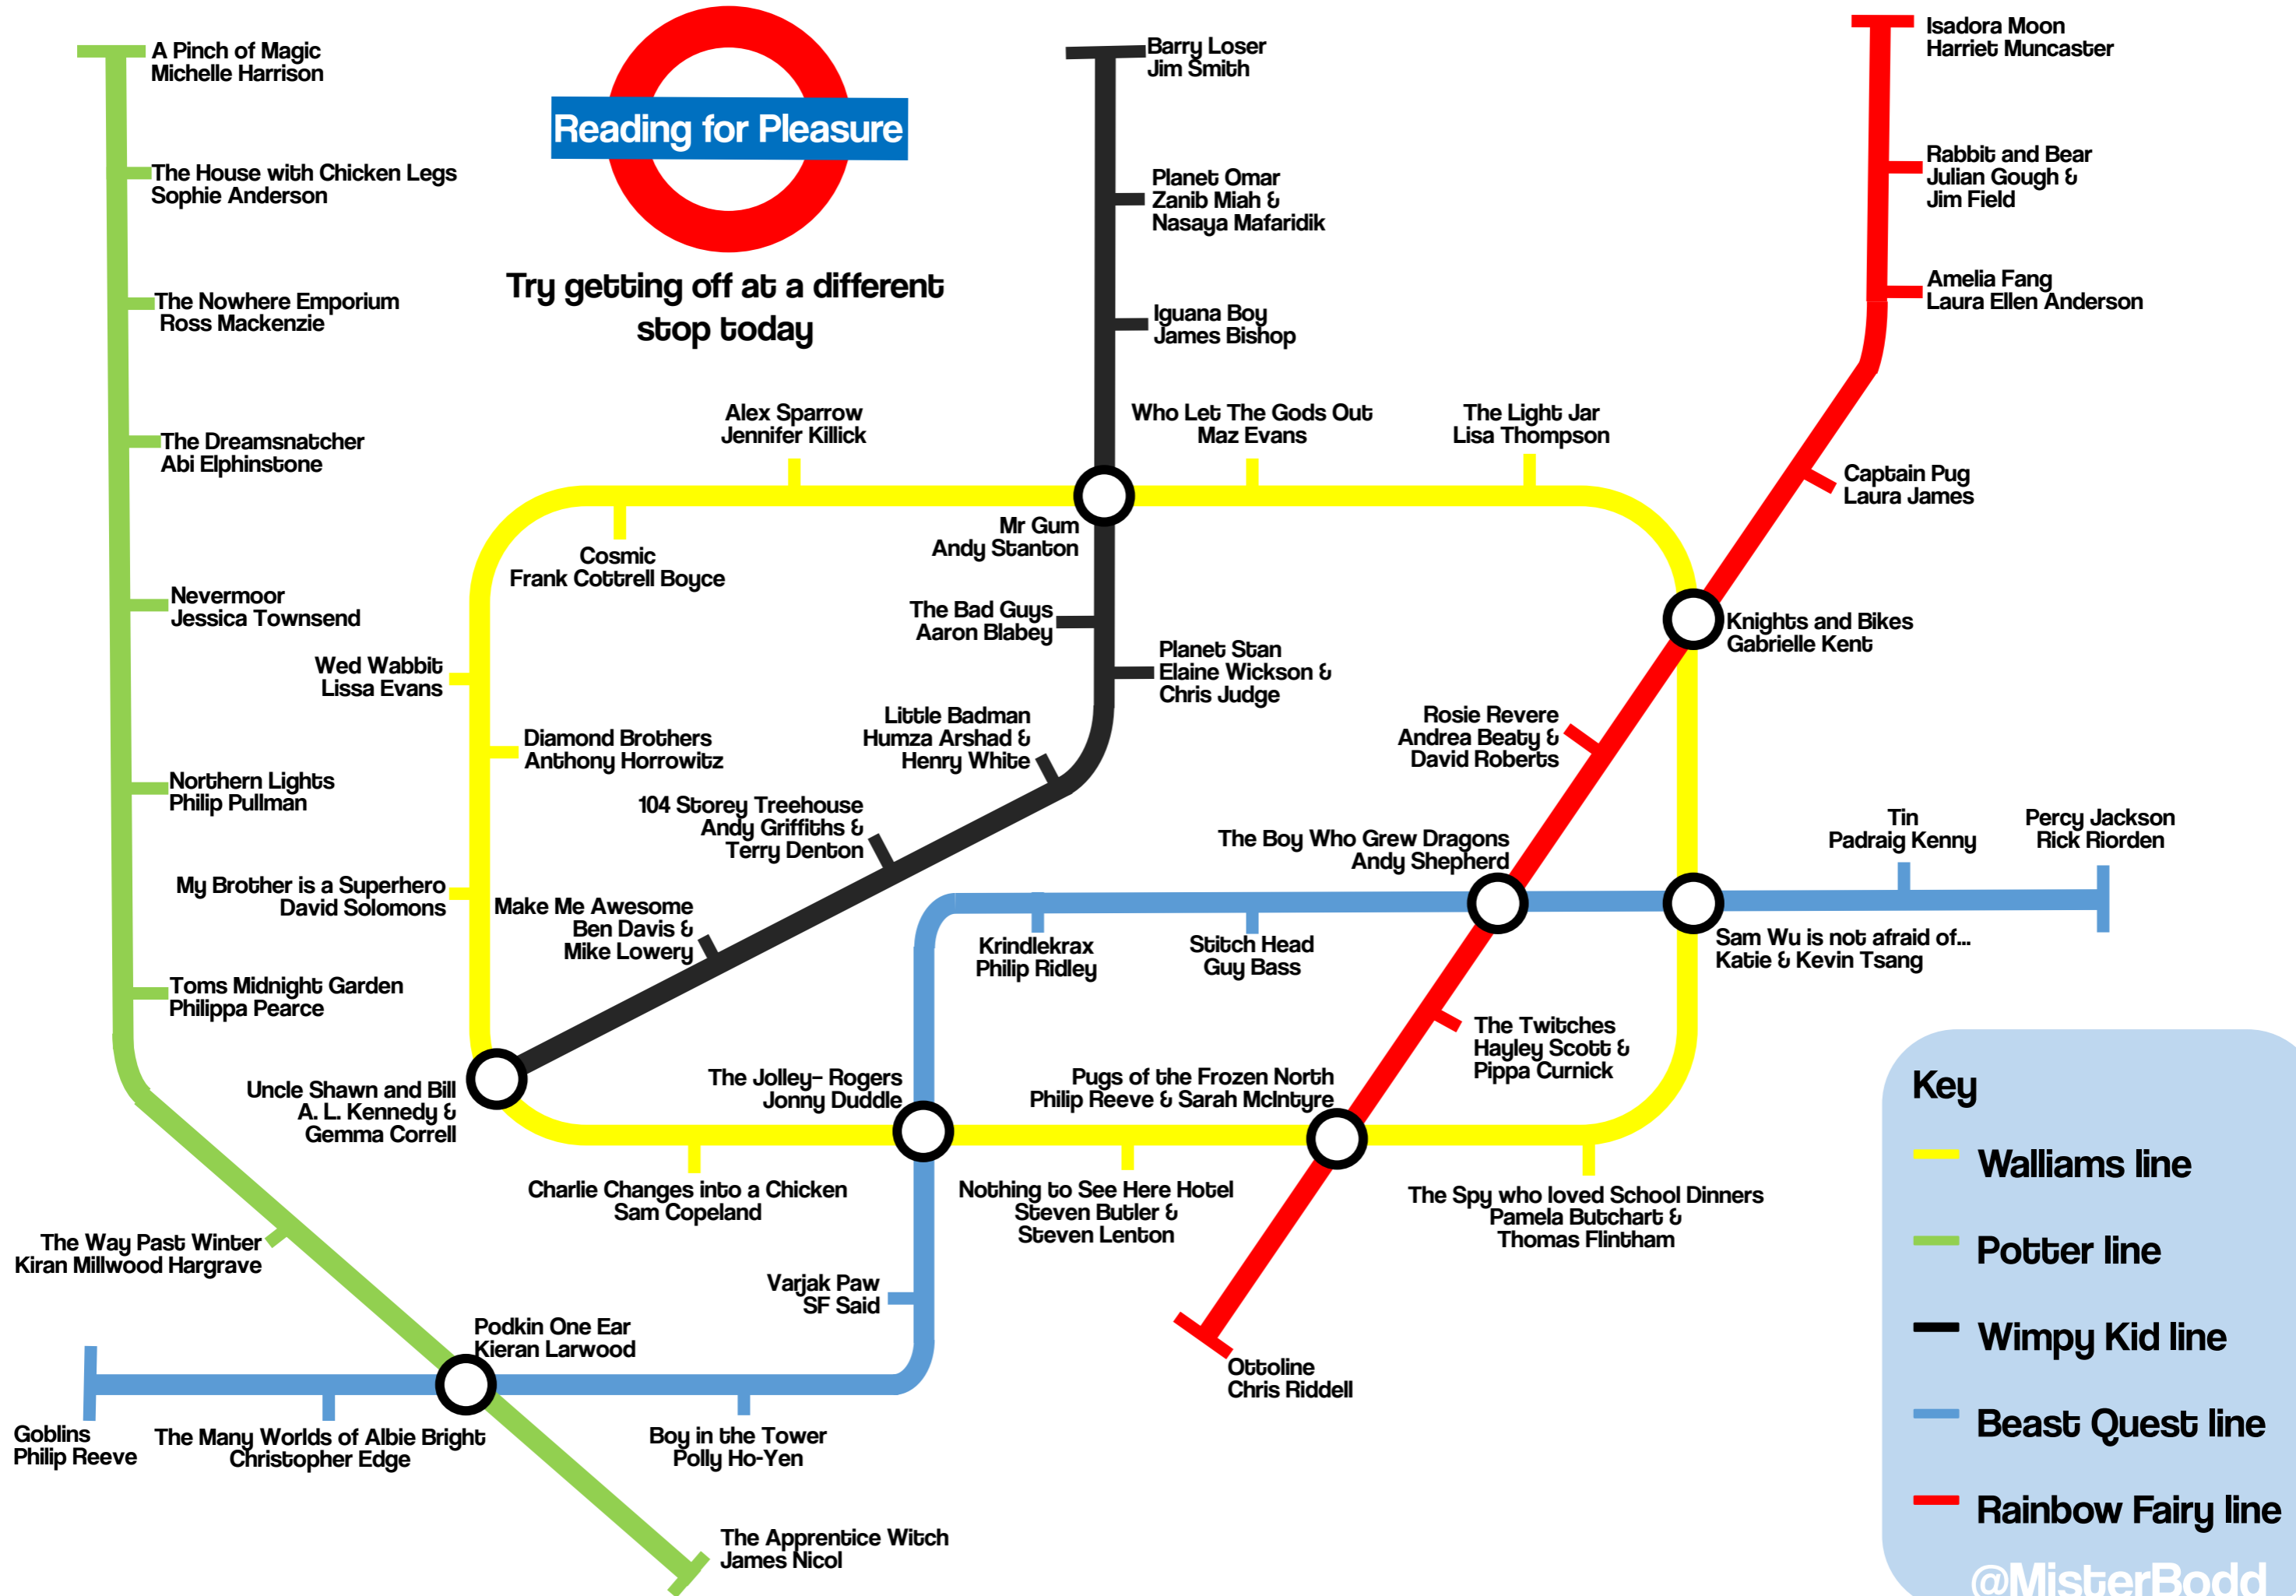 A Pinch of Magic
Michelle Harrison
The House with Chicken Legs
Sophie Anderson
The Nowhere Emporium
Ross Mackenzie
The Dreamsnatcher
Abi Elphinstone
Nevermoor
Jessica Townsend
Northern Lights
Philip Pullman
Toms Midnight Garden
Philippa Pearce
The Way Past Winter
Kiran Millwood Hargrave
Podkin One Ear
Kieran Larwood
The Apprentice Witch
James Nicol
Reading for Pleasure
Try getting off at a different
stop today
Barry Loser
Jim Smith
Planet Omar
Zanib Miah &
Nasaya Mafaridik
Iguana Boy
James Bishop
Mr Gum
Andy Stanton
The Bad Guys
Aaron Blabey
Planet Stan
Elaine Wickson &
Chris Judge
Little Badman
Humza Arshad &
Henry White
104 Storey Treehouse
Andy Griffiths &
Terry Denton
Make Me Awesome
Ben Davis &
Mike Lowery
Uncle Shawn and Bill
A. L. Kennedy &
Gemma Correll
Alex Sparrow
Jennifer Killick
Who Let The Gods Out
Maz Evans
The Light Jar
Lisa Thompson
Cosmic
Frank Cottrell Boyce
Wed Wabbit
Lissa Evans
Diamond Brothers
Anthony Horrowitz
My Brother is a Superhero
David Solomons
Charlie Changes into a Chicken
Sam Copeland
The Jolley- Rogers
Jonny Duddle
Nothing to See Here Hotel
Steven Butler &
Steven Lenton
Pugs of the Frozen North
Philip Reeve & Sarah McIntyre
The Spy who loved School Dinners
Pamela Butchart &
Thomas Flintham
Isadora Moon
Harriet Muncaster
Rabbit and Bear
Julian Gough &
Jim Field
Amelia Fang
Laura Ellen Anderson
Captain Pug
Laura James
Knights and Bikes
Gabrielle Kent
Rosie Revere
Andrea Beaty &
David Roberts
The Boy Who Grew Dragons
Andy Shepherd
The Twitches
Hayley Scott &
Pippa Curnick
Ottoline
Chris Riddell
Tin
Padraig Kenny
Percy Jackson
Rick Riorden
Sam Wu is not afraid of...
Katie & Kevin Tsang
Krindlekrax
Philip Ridley
Stitch Head
Guy Bass
Varjak Paw
SF Said
Boy in the Tower
Polly Ho-Yen
The Many Worlds of Albie Bright
Christopher Edge
Goblins
Philip Reeve
Key
Walliams line
Potter line
Wimpy Kid line
Beast Quest line
Rainbow Fairy line
@MisterBodd